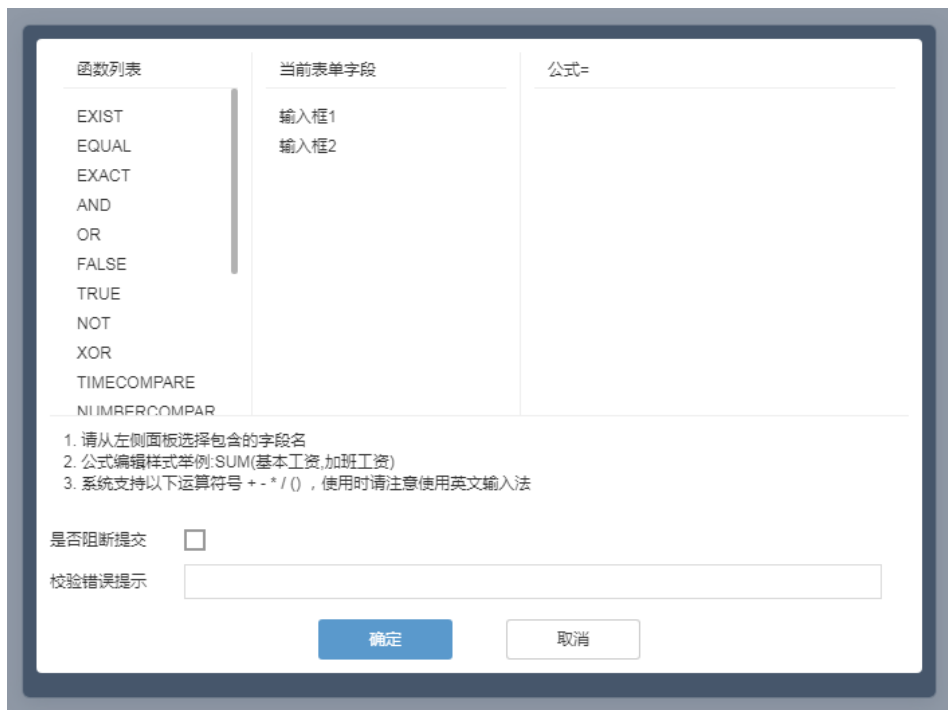 函数列表
当前表单字段
公式=
EXIST
EQUAL
EXACT
AND
OR
FALSE
TRUE
NOT
XOR
TIMECOMPARE
NUMBERCOMPAR
输入框1
输入框2
1. 请从左侧面板选择包含的字段名
2. 公式编辑样式举例:SUM(基本工资,加班工资)
3. 系统支持以下运算符号 + - * / () ，使用时请注意使用英文输入法
是否阻断提交
校验错误提示
确定
取消